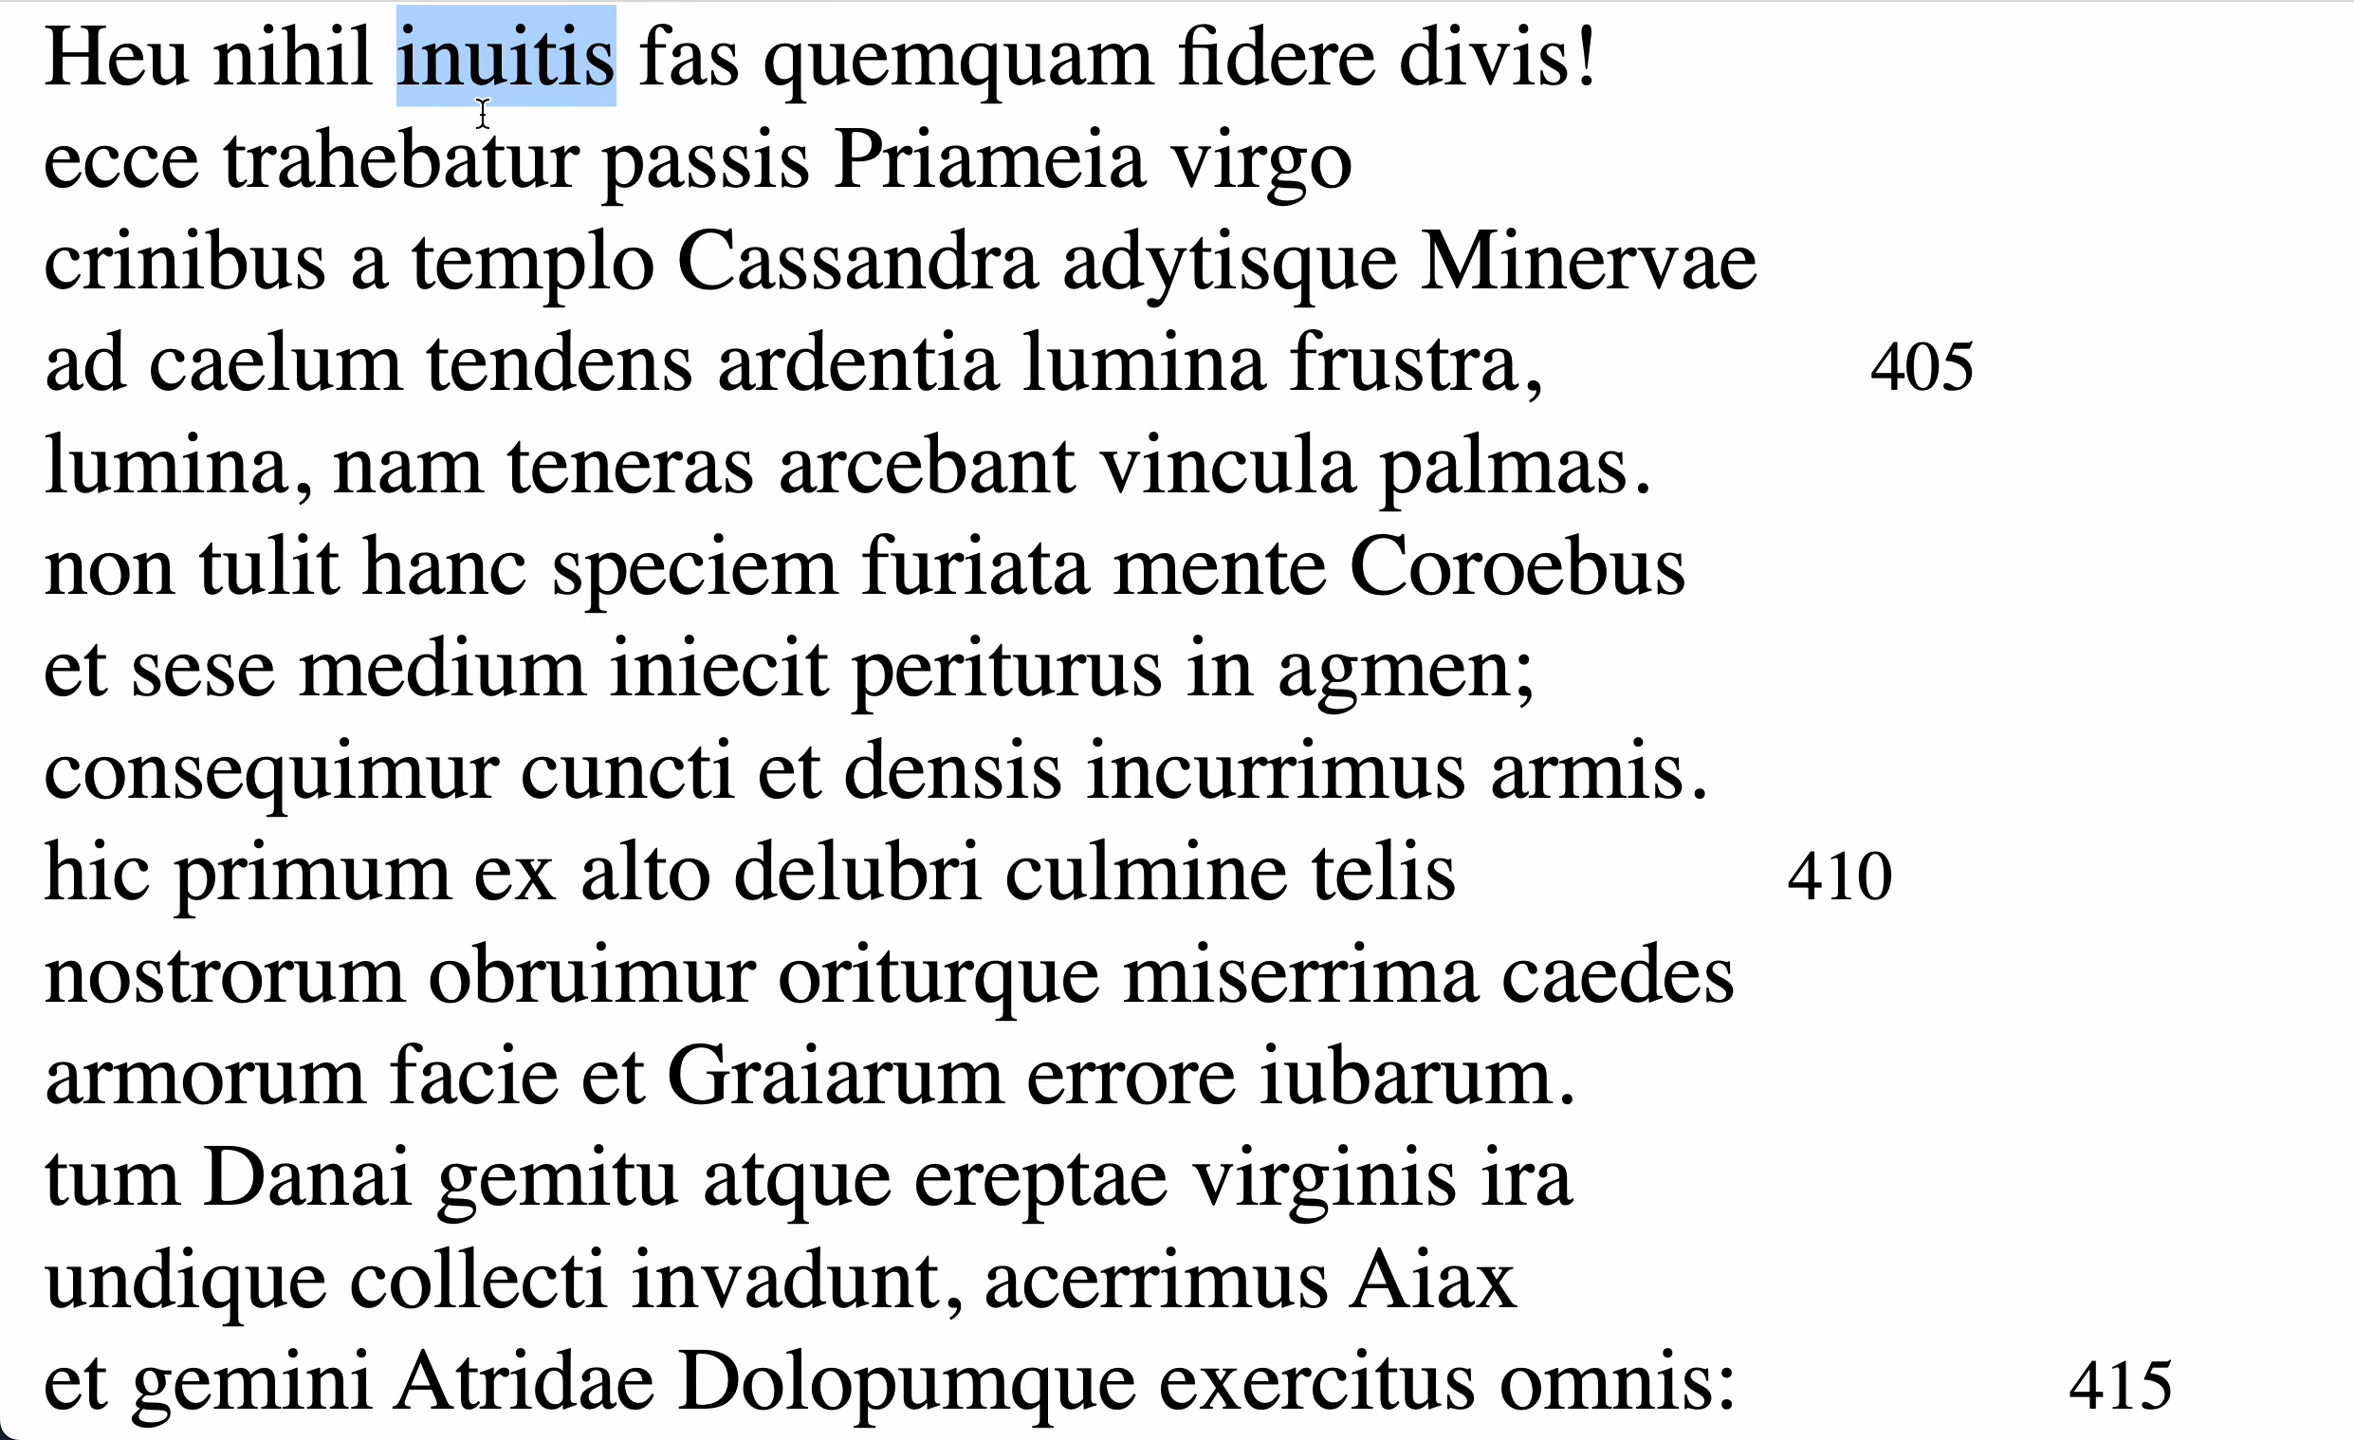 Heu nihil inuitis fas quemquam fidere divis!
ecce trahebatur passis Priameia virgo
crinibus a templo Cassandra adytisque Minervae
ad caelum tendens ardentia lumina frustra, 405
lumina, nam teneras arcebant vincula palmas.
non tulit hanc speciem furiata mente Coroebus
et sese medium iniecit periturus in agmen;
consequimur cuncti et densis incurrimus armis.
hic primum ex alto delubri culmine telis 410
nostrorum obruimur oriturque miserrima caedes
armorum facie et Graiarum errore iubarum.
tum Danai gemitu atque ereptae virginis ira
undique collecti invadunt, acerrimus Aiax
et gemini Atridae Dolopumque exercitus omnis: 415